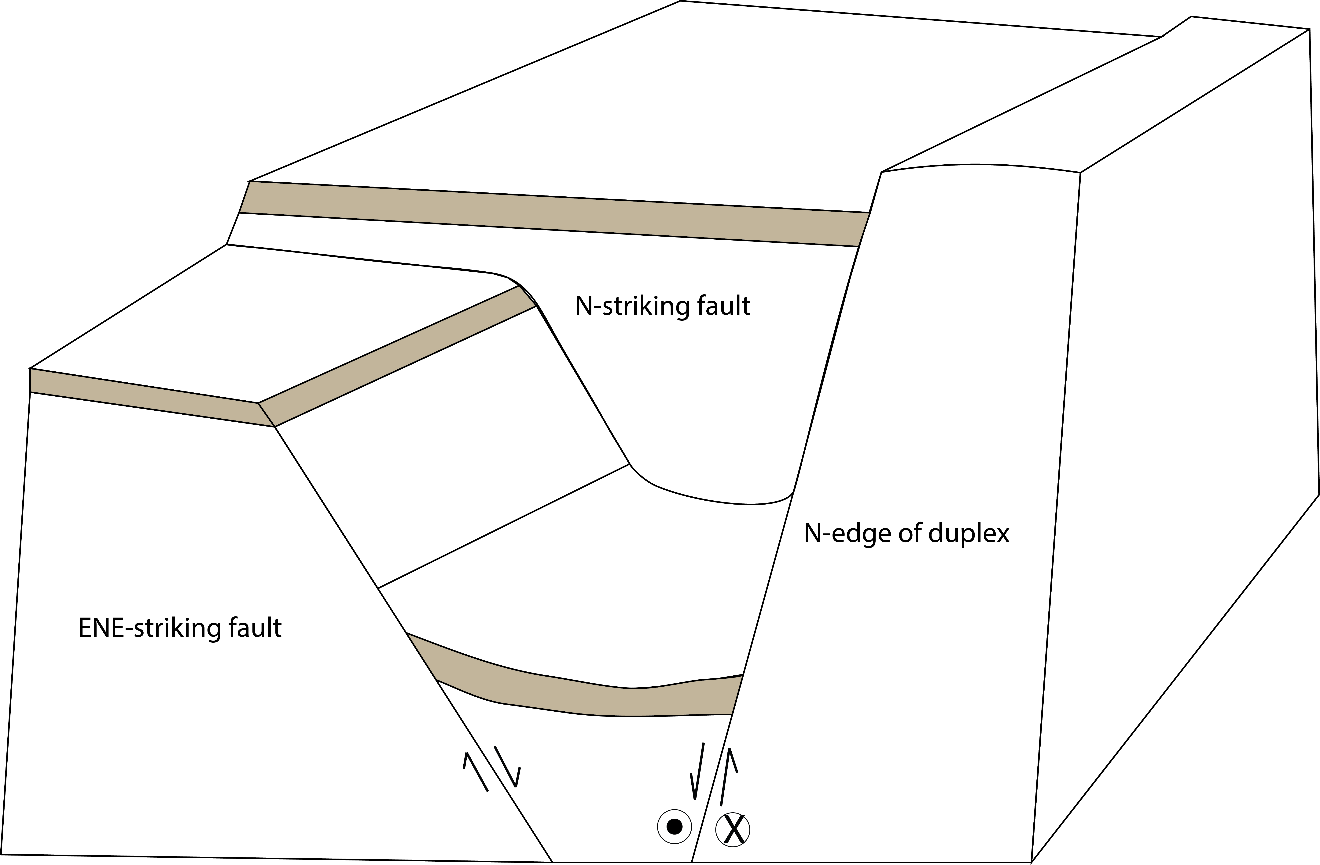 N-striking fault
N-edge of duplex
ENE-striking fault
X